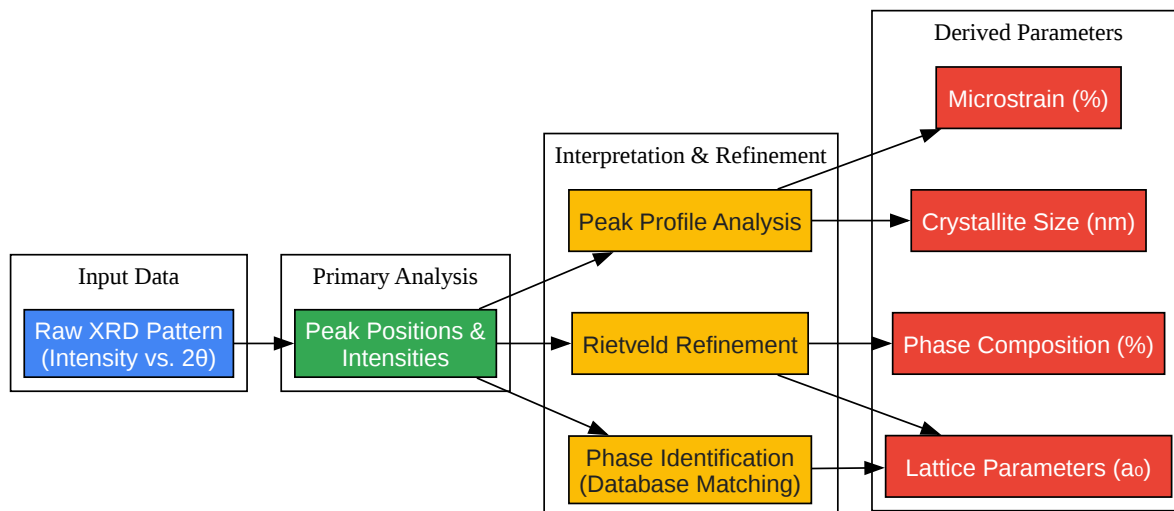 Input Data
Raw XRD Pattern
(Intensity vs. 2θ)
Primary Analysis
Peak Positions &
Intensities
Interpretation & Refinement
Peak Profile Analysis
Rietveld Refinement
Phase Identification
(Database Matching)
Derived Parameters
Microstrain (%)
Crystallite Size (nm)
Phase Composition (%)
Lattice Parameters (a₀)